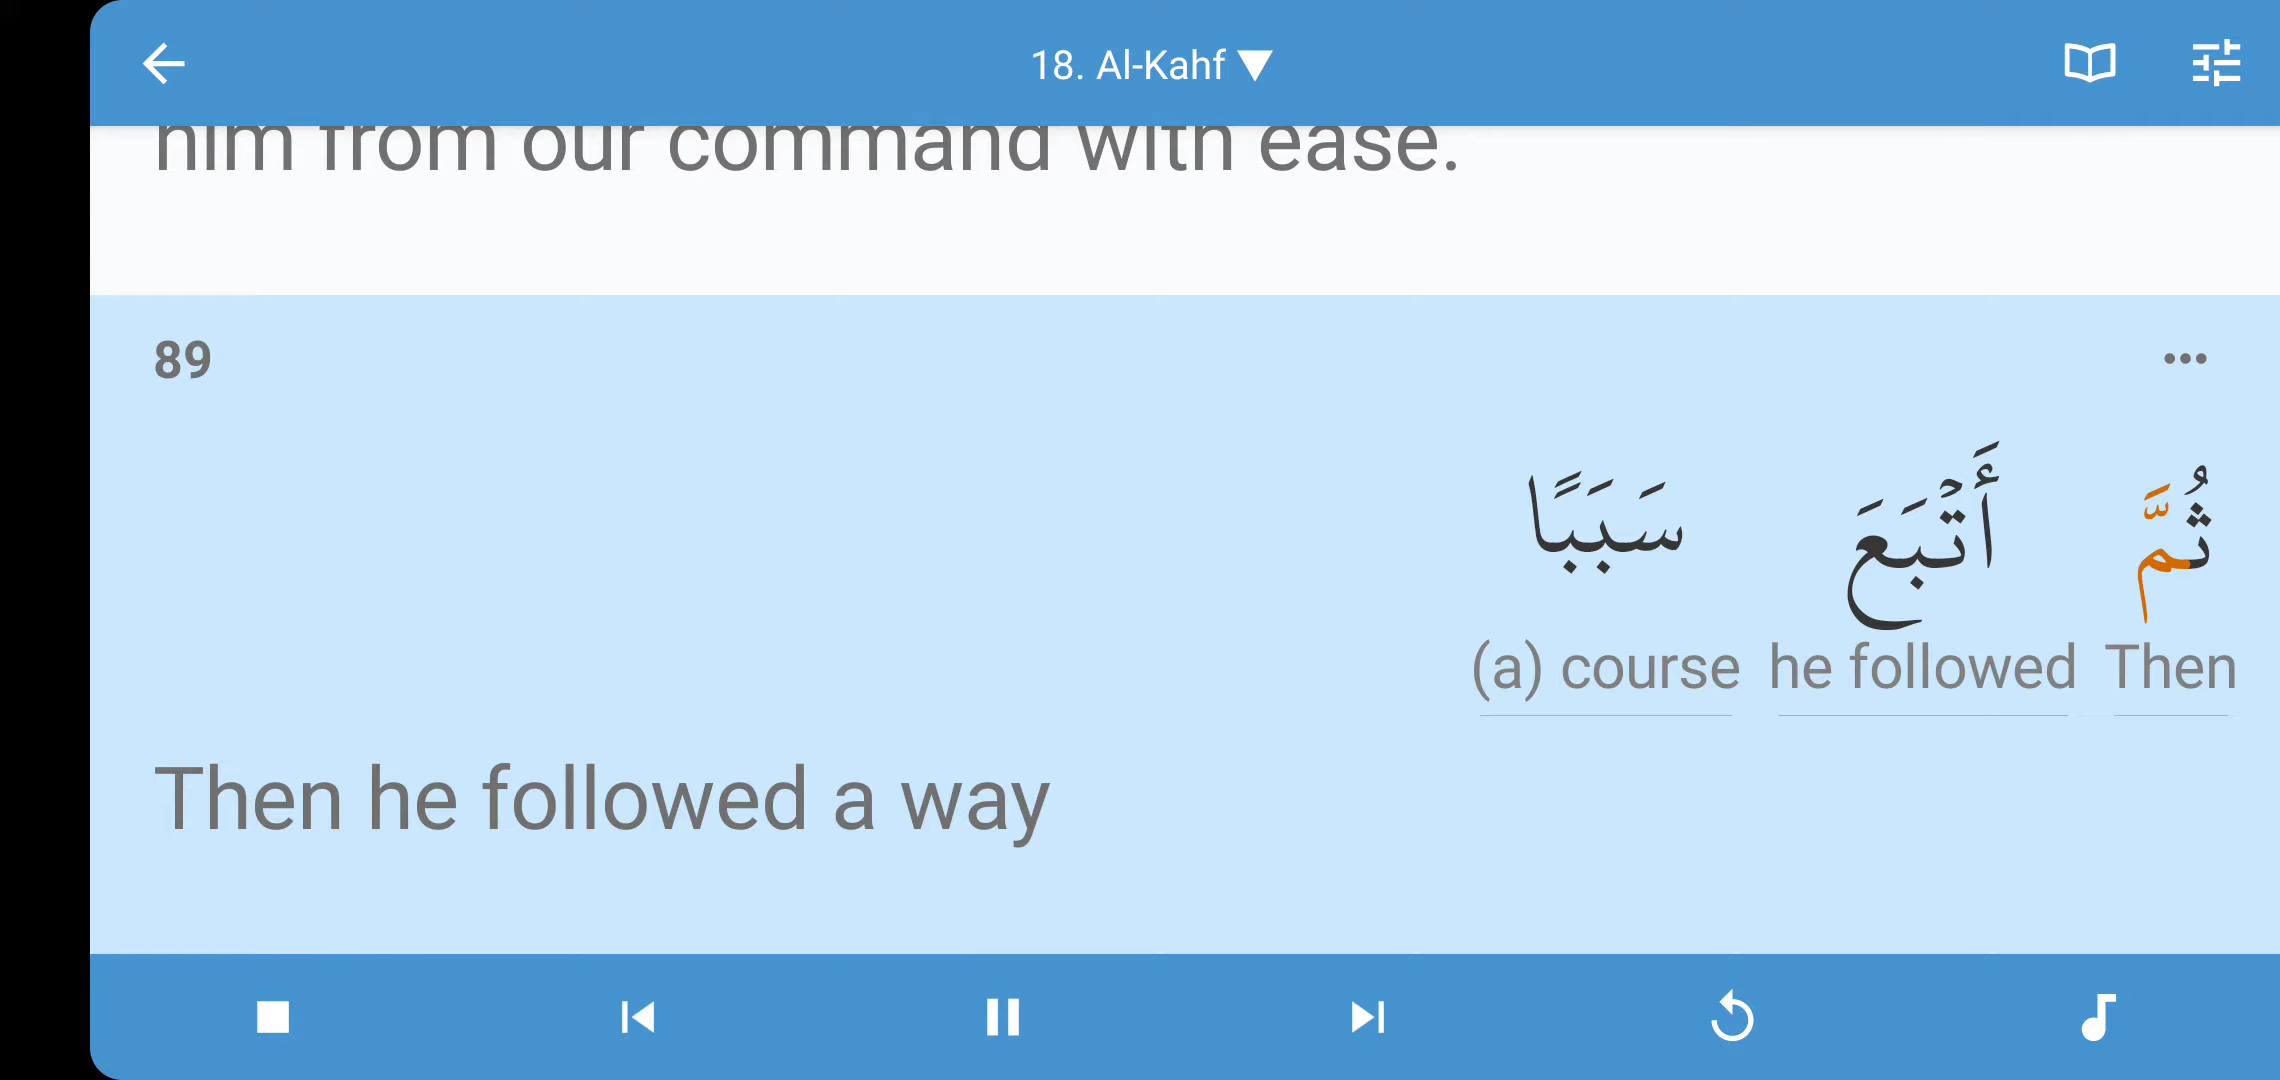 18. Al-Kahf
him from our command with ease.
89
ثُمَّ أَتۡبَعَ سَبَبًا
(a) course he followed Then
Then he followed a way